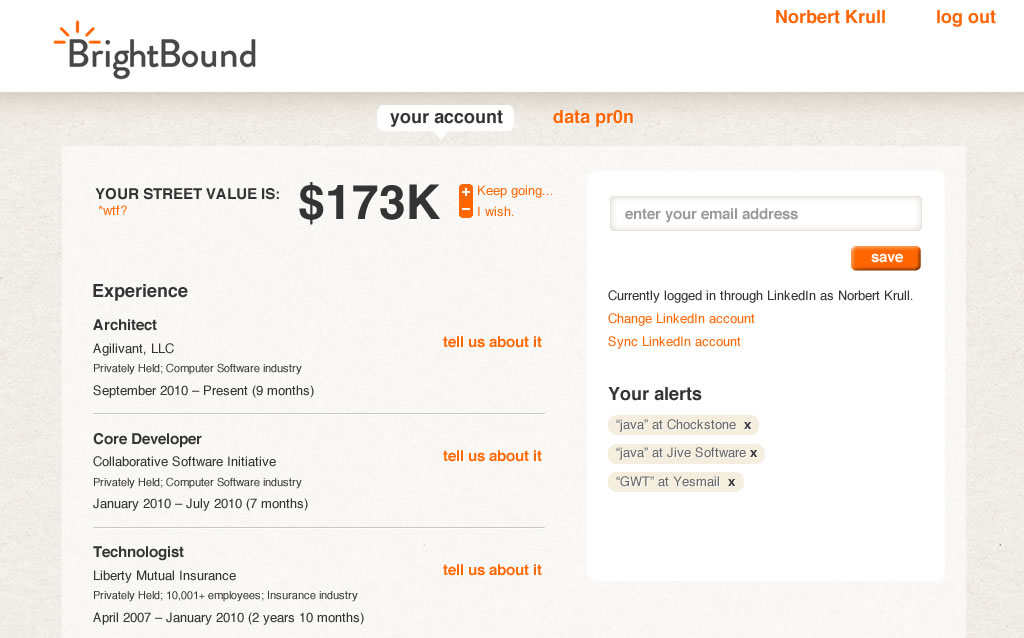 Norbert Krull
log out
BrightBound
your account
data pr0n
YOUR STREET VALUE IS:
*wtf?
$173K
+
Keep going...
–
I wish.
Experience
Architect
Agilivant, LLC
Privately Held; Computer Software industry
September 2010 – Present (9 months)
tell us about it
Core Developer
Collaborative Software Initiative
Privately Held; Computer Software industry
January 2010 – July 2010 (7 months)
tell us about it
Technologist
Liberty Mutual Insurance
Privately Held; 10,001+ employees; Insurance industry
April 2007 – January 2010 (2 years 10 months)
tell us about it
enter your email address
save
Currently logged in through LinkedIn as Norbert Krull.
Change LinkedIn account
Sync LinkedIn account
Your alerts
“java” at Chockstone x
“java” at Jive Software x
“GWT” at Yesmail x